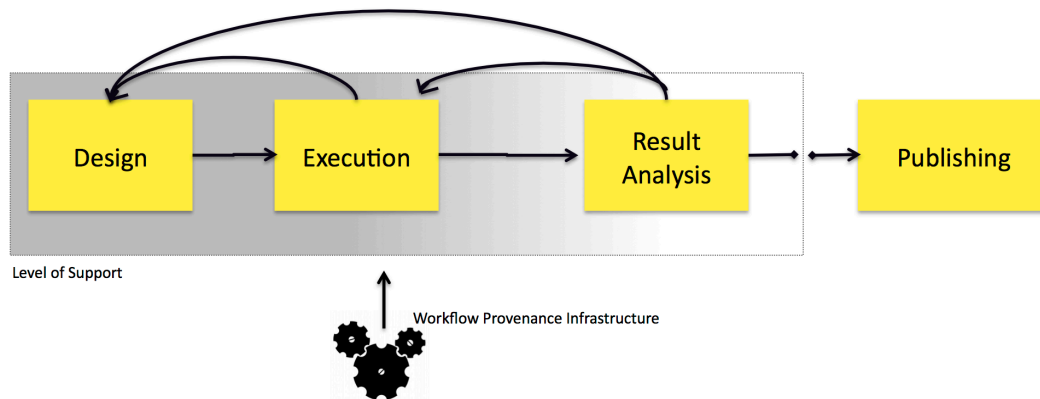 Design
Execution
Result
Analysis
Publishing
Level of Support
Workflow Provenance Infrastructure